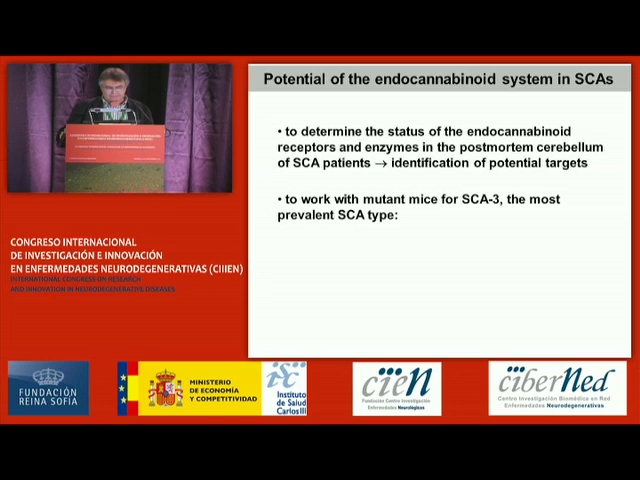 Potential of the endocannabinoid system in SCAs
• to determine the status of the endocannabinoid
receptors and enzymes in the postmortem cerebellum
of SCA patients → identification of potential targets
• to work with mutant mice for SCA-3, the most
prevalent SCA type:
CONGRESO INTERNACIONAL
DE INVESTIGACIÓN E INNOVACIÓN
EN ENFERMEDADES NEURODEGENERATIVAS (CIIIEN)
INTERNATIONAL CONGRESS ON RESEARCH
AND INNOVATION IN NEURODEGENERATIVE DISEASES
FUNDACIÓN
REINA SOFÍA
MINISTERIO
DE ECONOMÍA
Y COMPETITIVIDAD
isc
Instituto
de Salud
Carlos III
cien
Fundación Centro Investigación
Enfermedades Neurológicas
ciberned
Centro Investigación Biomédica en Red
Enfermedades Neurodegenerativas